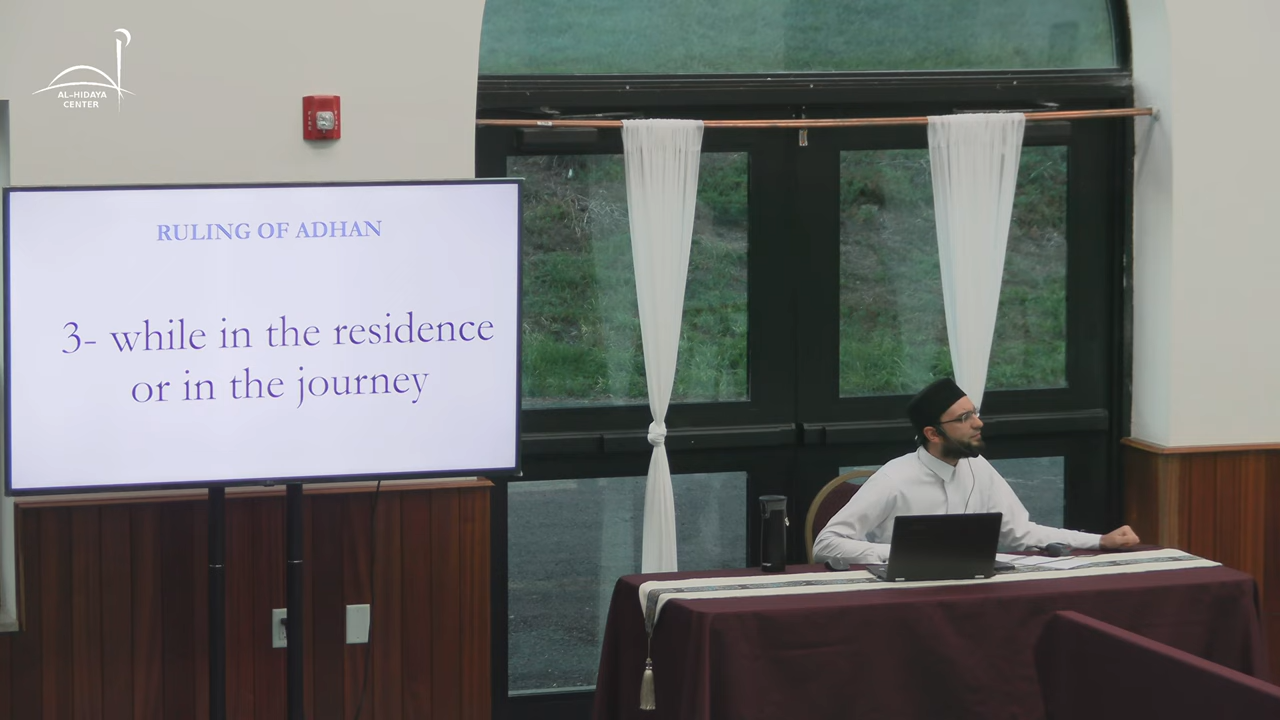 AL-HIDAYA
CENTER
RULING OF ADHAN
3- while in the residence
or in the journey